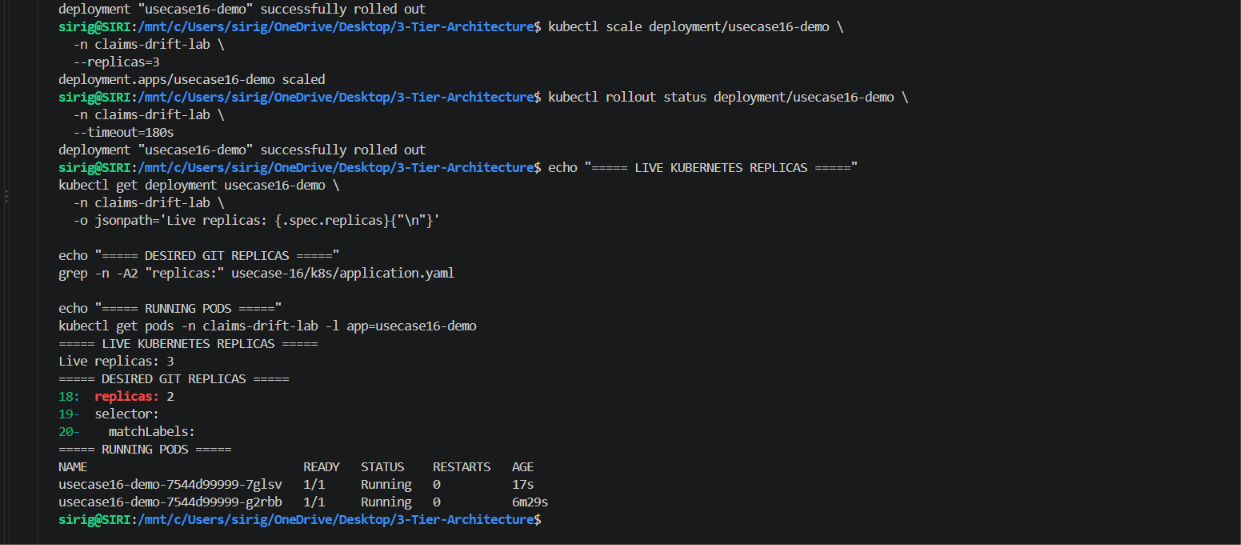 deployment "usecase16-demo" successfully rolled out
sirig@SIRI:/mnt/c/Users/sirig/OneDrive/Desktop/3-Tier-Architecture$ kubectl scale deployment/usecase16-demo \
  -n claims-drift-lab \
  --replicas=3
deployment.apps/usecase16-demo scaled
sirig@SIRI:/mnt/c/Users/sirig/OneDrive/Desktop/3-Tier-Architecture$ kubectl rollout status deployment/usecase16-demo \
  -n claims-drift-lab \
  --timeout=180s
deployment "usecase16-demo" successfully rolled out
sirig@SIRI:/mnt/c/Users/sirig/OneDrive/Desktop/3-Tier-Architecture$ echo "===== LIVE KUBERNETES REPLICAS ====="
kubectl get deployment usecase16-demo \
  -n claims-drift-lab \
  -o jsonpath='Live replicas: {.spec.replicas}{"\n"}'

echo "===== DESIRED GIT REPLICAS ====="
grep -n -A2 "replicas:" usecase-16/k8s/application.yaml

echo "===== RUNNING PODS ====="
kubectl get pods -n claims-drift-lab -l app=usecase16-demo
===== LIVE KUBERNETES REPLICAS =====
Live replicas: 3
===== DESIRED GIT REPLICAS =====
18:  replicas: 2
19-  selector:
20-    matchLabels:
===== RUNNING PODS =====
NAME                              READY   STATUS    RESTARTS   AGE
usecase16-demo-7544d99999-7glsv   1/1     Running   0          17s
usecase16-demo-7544d99999-g2rbb   1/1     Running   0          6m29s
sirig@SIRI:/mnt/c/Users/sirig/OneDrive/Desktop/3-Tier-Architecture$